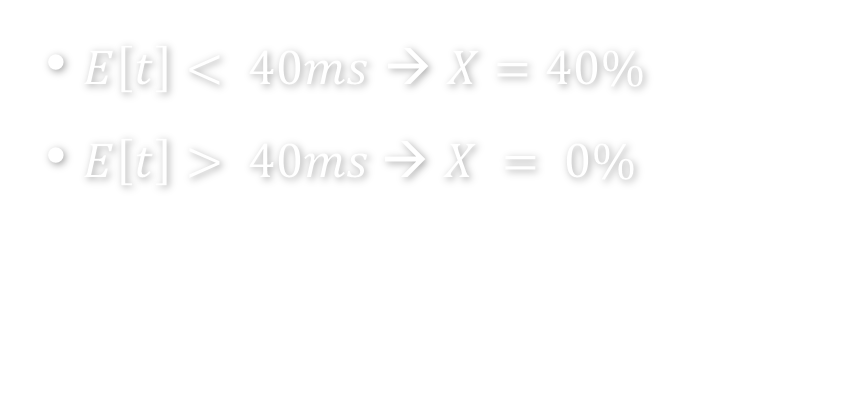 • E[t] < 40ms → X = 40%
• E[t] > 40ms → X = 0%